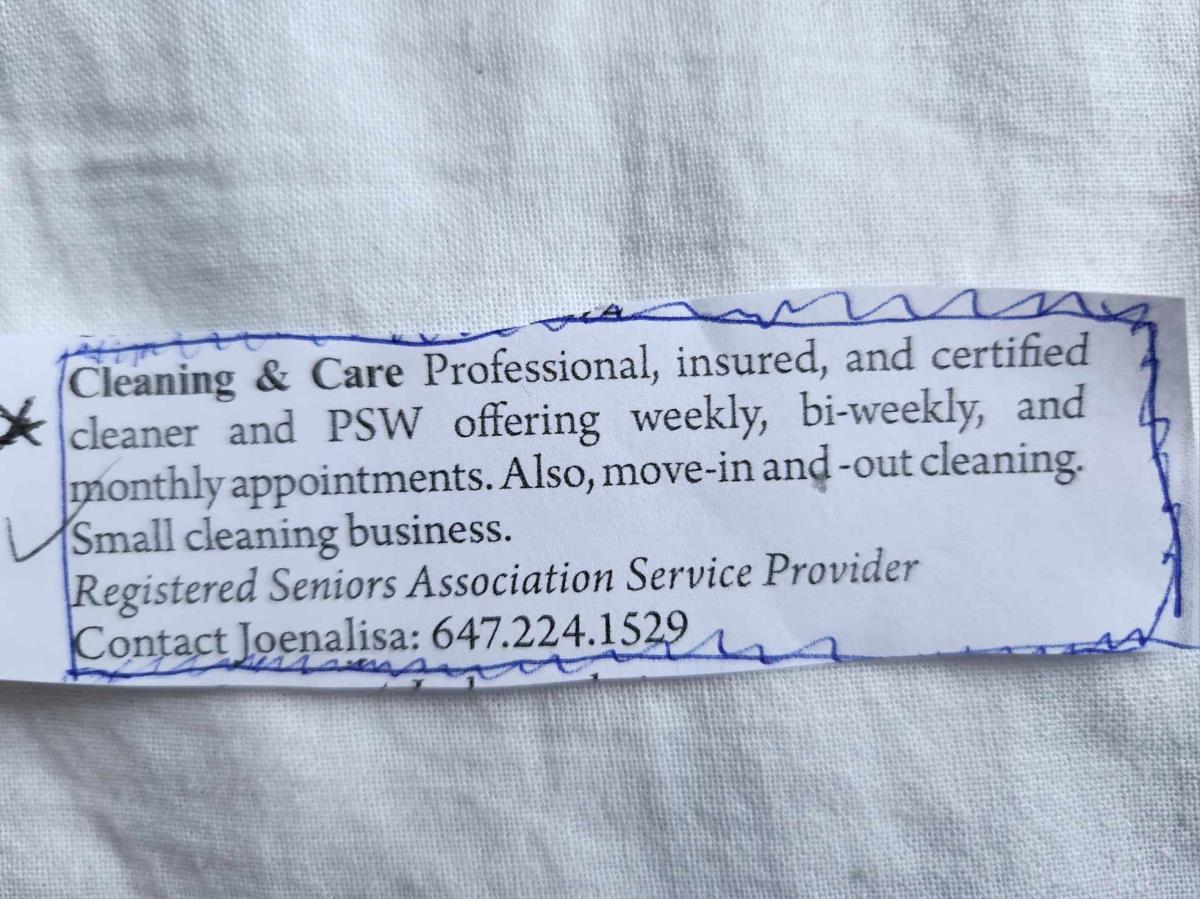 Cleaning & Care Professional, insured, and certified
cleaner and PSW offering weekly, bi-weekly, and
monthly appointments. Also, move-in and -out cleaning.
Small cleaning business.
Registered Seniors Association Service Provider
Contact Joenalisa: 647.224.1529